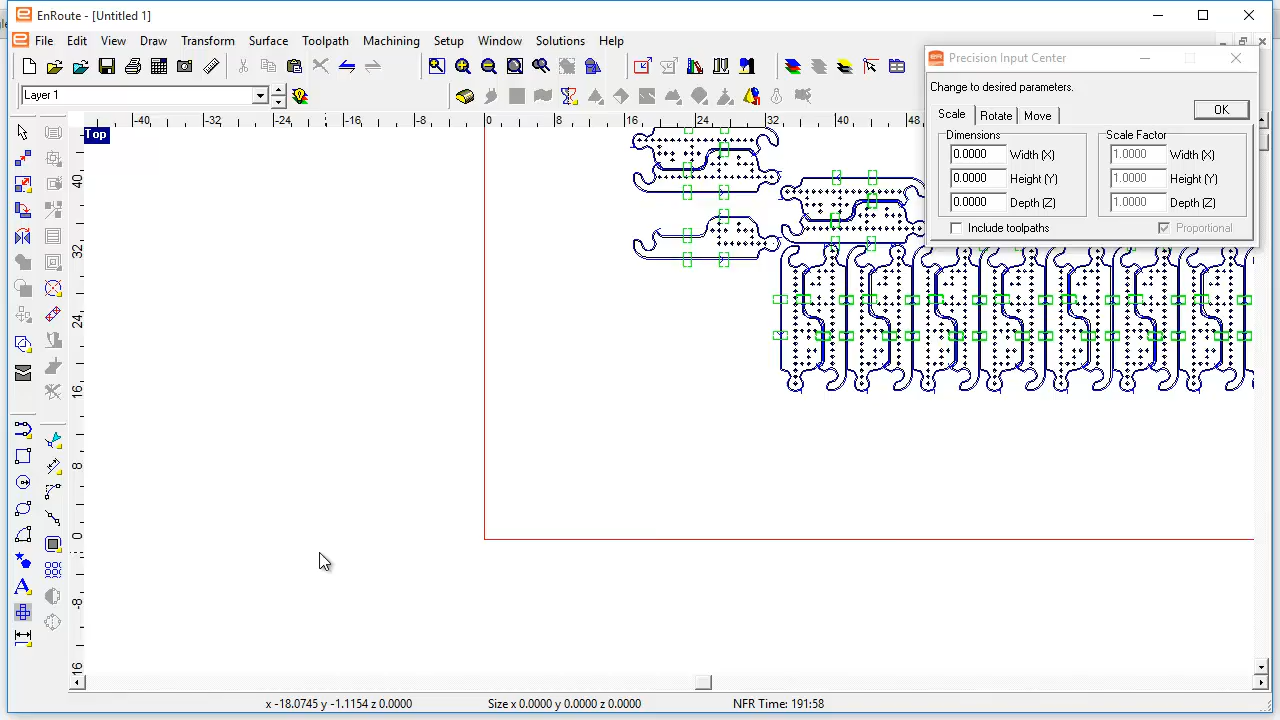 EnRoute - [Untitled 1]
File Edit View Draw Transform Surface Toolpath Machining Setup Window Solutions Help
Layer 1
Precision Input Center
Change to desired parameters.
OK
Scale Rotate Move
Dimensions Scale Factor
0.0000 Width (X) 1.0000 Width (X)
0.0000 Height (Y) 1.0000 Height (Y)
0.0000 Depth (Z) 1.0000 Depth (Z)
Include toolpaths Proportional
-40 -32 -24 -16 -8 0 8 16 24 32 40 48
Top
40
32
24
16
8
0
-8
16
x -18.0745 y -1.1154 z 0.0000 Size x 0.0000 y 0.0000 z 0.0000 NFR Time: 191:58